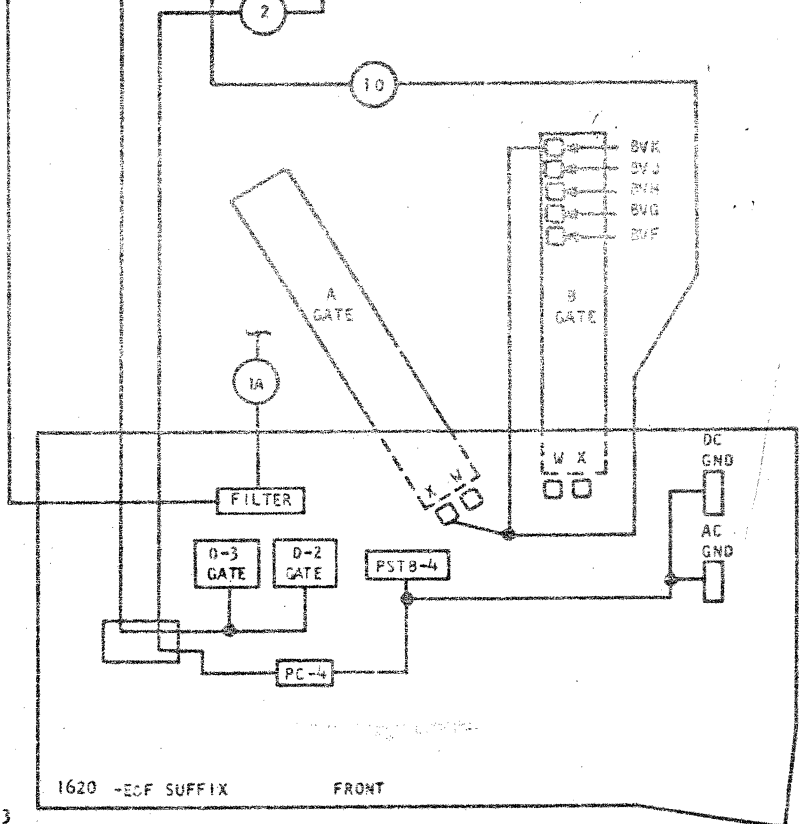 2
10
BVK
BVJ
BVH
BVG
BVF
A
GATE
B
GATE
1A
DC
GND
W X
X W
FILTER
AC
GND
D-3
GATE
D-2
GATE
PSTB-4
PC-4
1620 -E&F SUFFIX
FRONT
3